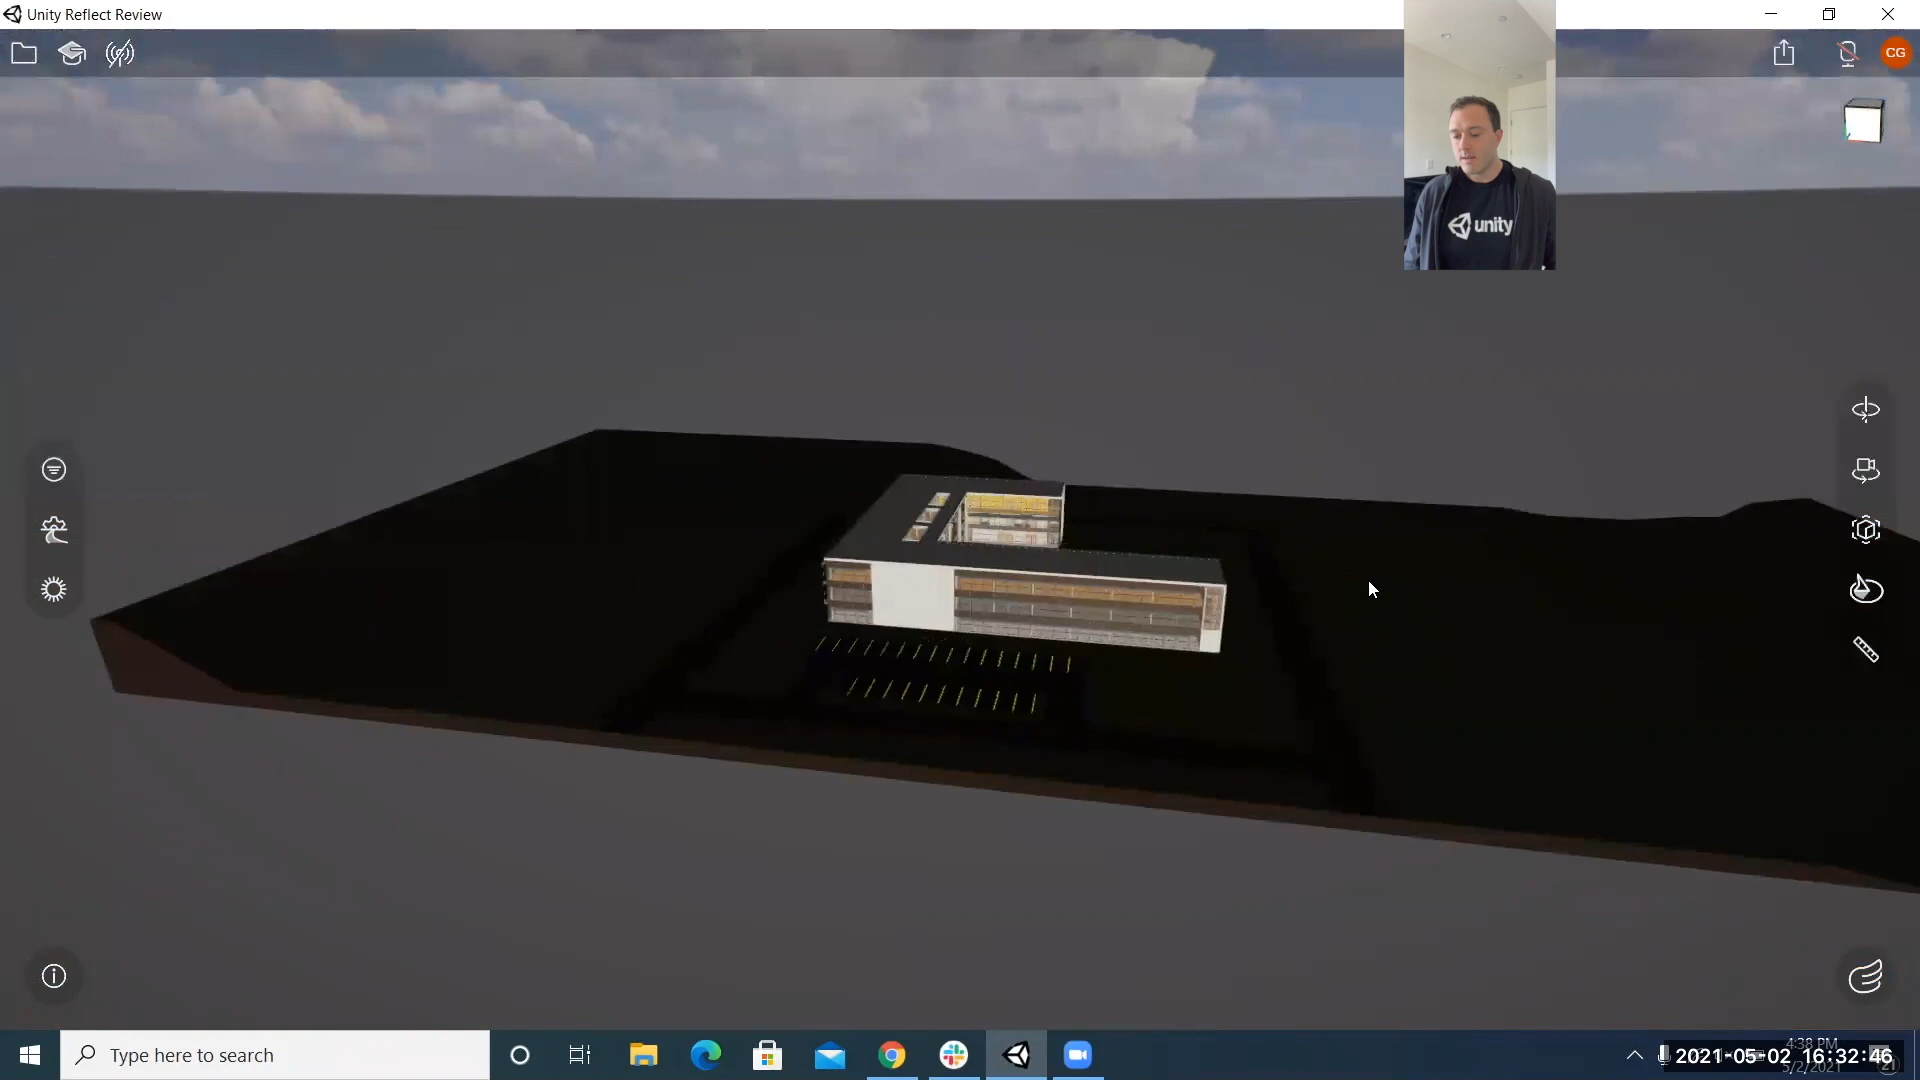 Unity Reflect Review
CG
unity
Type here to search
4:38 PM
2021-05-02 16:32:46
5/2/2021
21